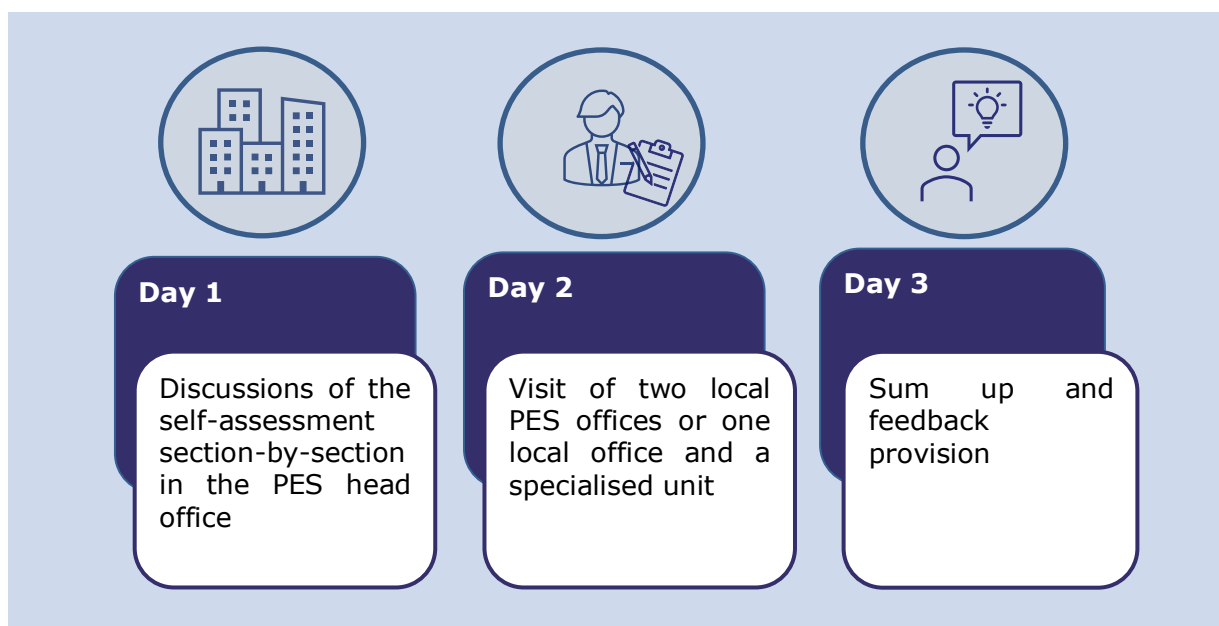 Day 1
Discussions of the
self-assessment
section-by-section
in the PES head
office
Day 2
Visit of two local
PES offices or one
local office and a
specialised unit
Day 3
Sum up and
feedback
provision